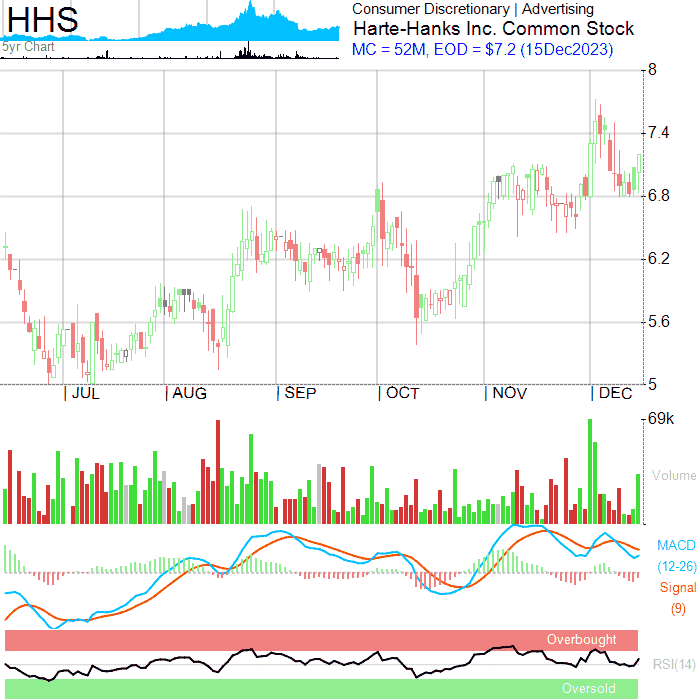 HHS
5yr Chart
Consumer Discretionary | Advertising
Harte-Hanks Inc. Common Stock
MC = 52M, EOD = $7.2 (15Dec2023)
8
7.4
6.8
6.2
5.6
5
JUL AUG SEP OCT NOV DEC
69k
Volume
MACD
(12-26)
Signal
(9)
Overbought
RSI(14)
Oversold